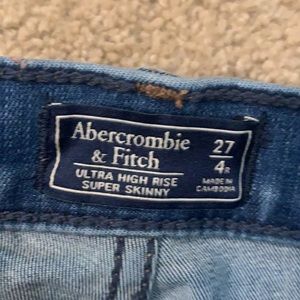 Abercrombie
& Fitch
ULTRA HIGH RISE
SUPER SKINNY
27
4R
MADE IN
CAMBODIA